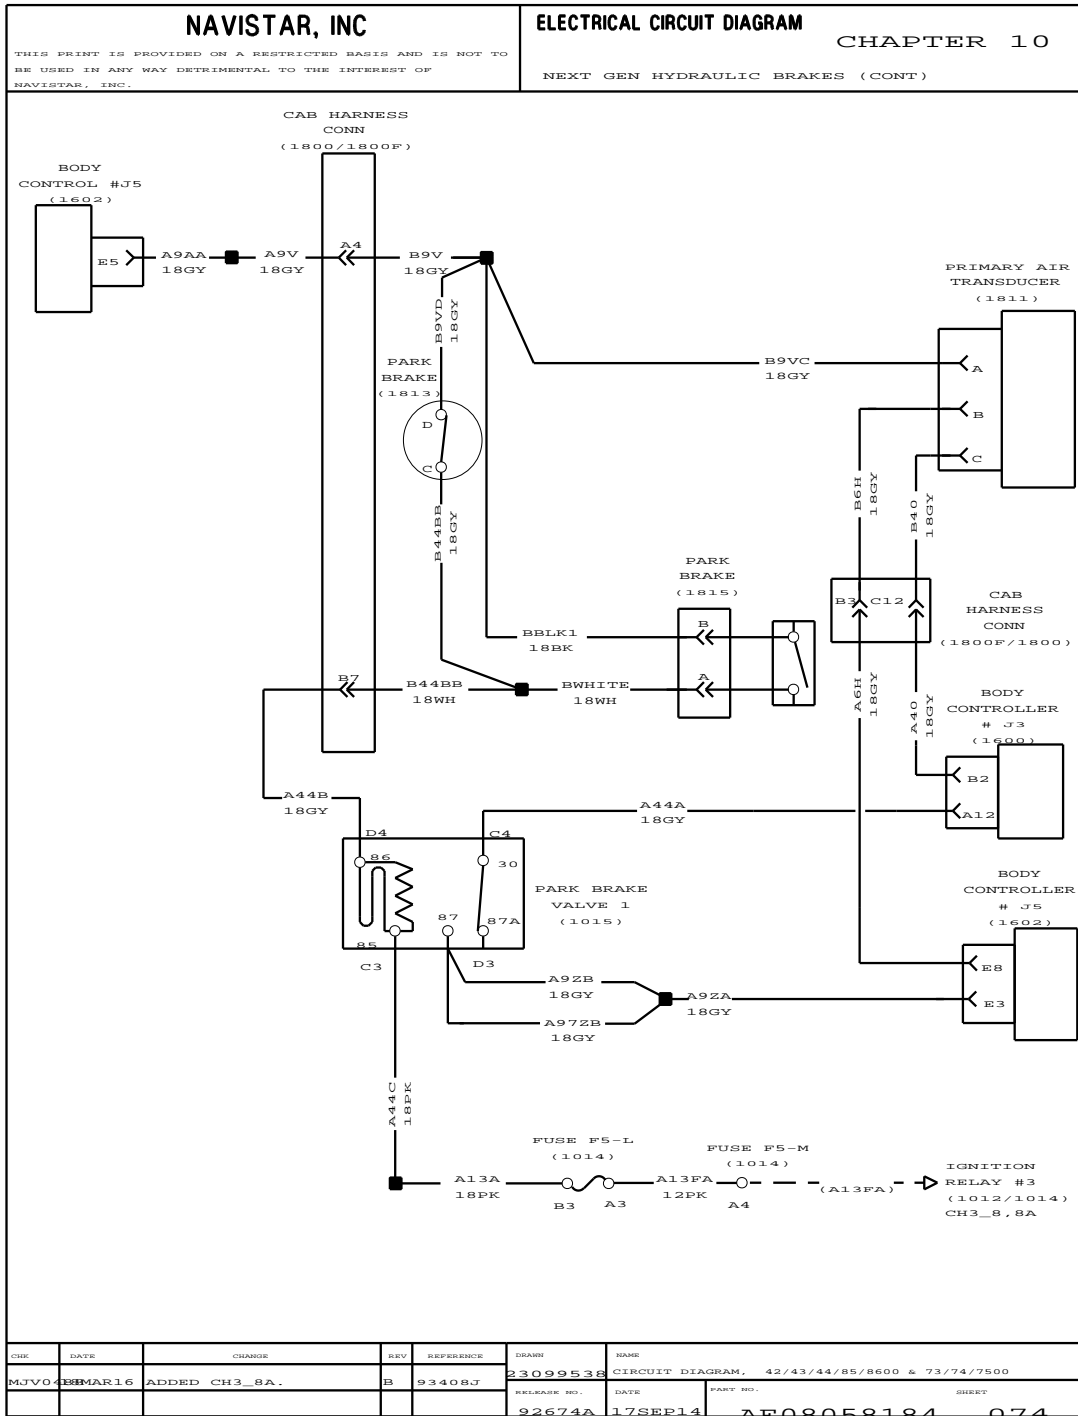 NAVISTAR, INC
THIS PRINT IS PROVIDED ON A RESTRICTED BASIS AND IS NOT TO
BE USED IN ANY WAY DETRIMENTAL TO THE INTEREST OF
NAVISTAR, INC.
ELECTRICAL CIRCUIT DIAGRAM
CHAPTER 10
NEXT GEN HYDRAULIC BRAKES (CONT)
CAB HARNESS
CONN
(1800/1800F)
BODY
CONTROL #J5
(1602)
E5
A9AA
18GY
A9V
18GY
A4
B9V
18GY
B9VD
18GY
PARK
BRAKE
(1813)
D
C
B44BB
18GY
PRIMARY AIR
TRANSDUCER
(1811)
B9VC
18GY
A
B
C
B6H
18GY
B40
18GY
PARK
BRAKE
(1815)
B
A
BBLK1
18BK
B7
B44BB
18WH
BWHITE
18WH
B3
C12
CAB
HARNESS
CONN
(1800F/1800)
A6H
18GY
A40
18GY
BODY
CONTROLLER
# J3
(1600)
B2
A12
A44B
18GY
A44A
18GY
D4
C4
86
30
87
87A
85
C3
D3
PARK BRAKE
VALVE 1
(1015)
BODY
CONTROLLER
# J5
(1602)
E8
E3
A9ZB
18GY
A9ZA
18GY
A97ZB
18GY
A44C
18PK
A13A
18PK
FUSE F5-L
(1014)
B3
A3
A13FA
12PK
FUSE F5-M
(1014)
A4
(A13FA)
IGNITION
RELAY #3
(1012/1014)
CH3_8,8A
CHK
DATE
CHANGE
REV
REFERENCE
DRAWN
NAME
ADDED CH3_8A.
B
93408J
23099538
CIRCUIT DIAGRAM, 42/43/44/85/8600 & 73/74/7500
RELEASE NO.
DATE
PART NO.
SHEET
92674A
17SEP14
AF08058184
074